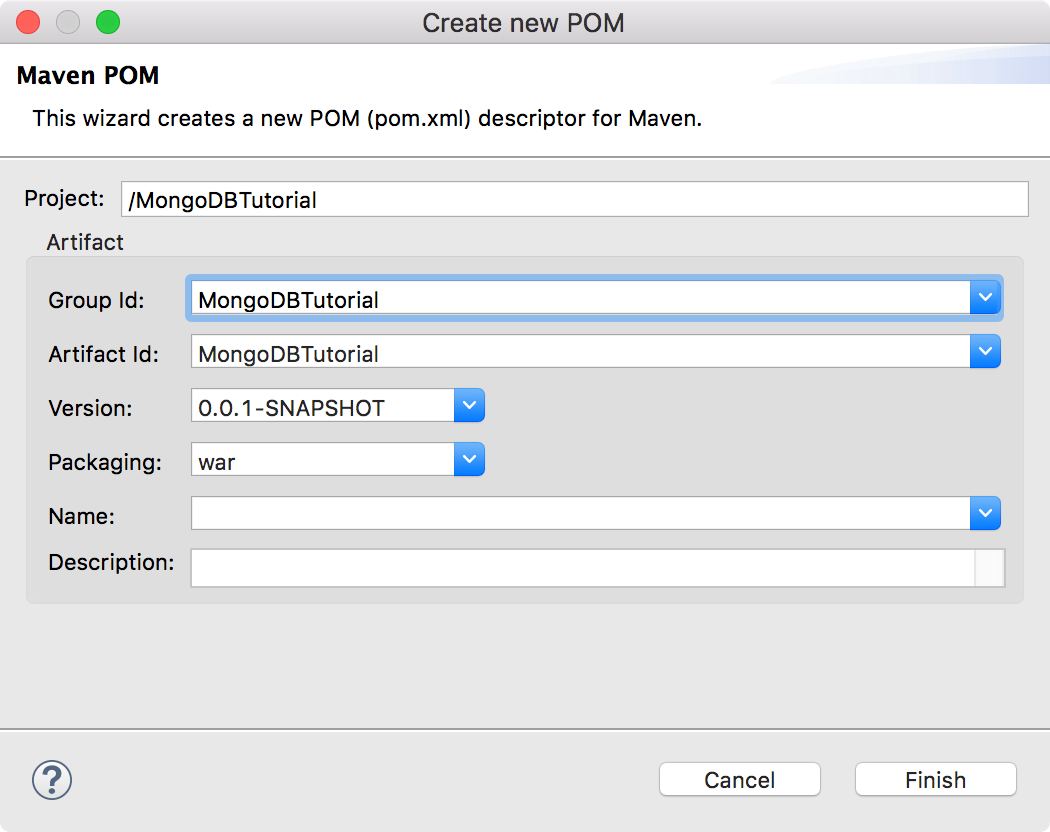 Create new POM
Maven POM
This wizard creates a new POM (pom.xml) descriptor for Maven.
Project: /MongoDBTutorial
Artifact
Group Id: MongoDBTutorial
Artifact Id: MongoDBTutorial
Version: 0.0.1-SNAPSHOT
Packaging: war
Name:
Description:
? Cancel Finish